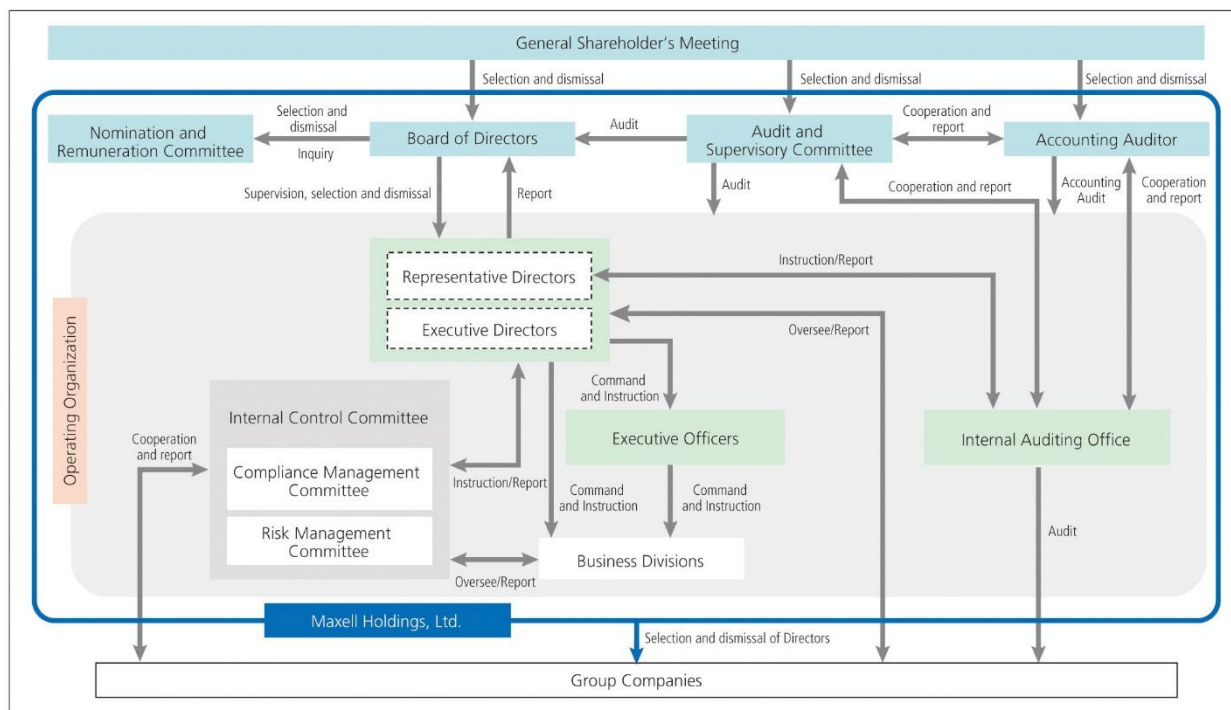 General Shareholder's Meeting
Selection and dismissal
Selection and dismissal
Selection and dismissal
Nomination and
Remuneration Committee
Selection and
dismissal
Inquiry
Board of Directors
Audit
Audit and
Supervisory Committee
Cooperation and
report
Accounting Auditor
Supervision, selection and dismissal
Report
Audit
Cooperation and report
Accounting
Audit
Cooperation
and report
Operating Organization
Representative Directors
Executive Directors
Instruction/Report
Oversee/Report
Command
and Instruction
Internal Control Committee
Compliance Management
Committee
Risk Management
Committee
Cooperation
and report
Instruction/Report
Executive Officers
Internal Auditing Office
Command
and Instruction
Command
and Instruction
Oversee/Report
Business Divisions
Audit
Maxell Holdings, Ltd.
Selection and dismissal of Directors
Group Companies